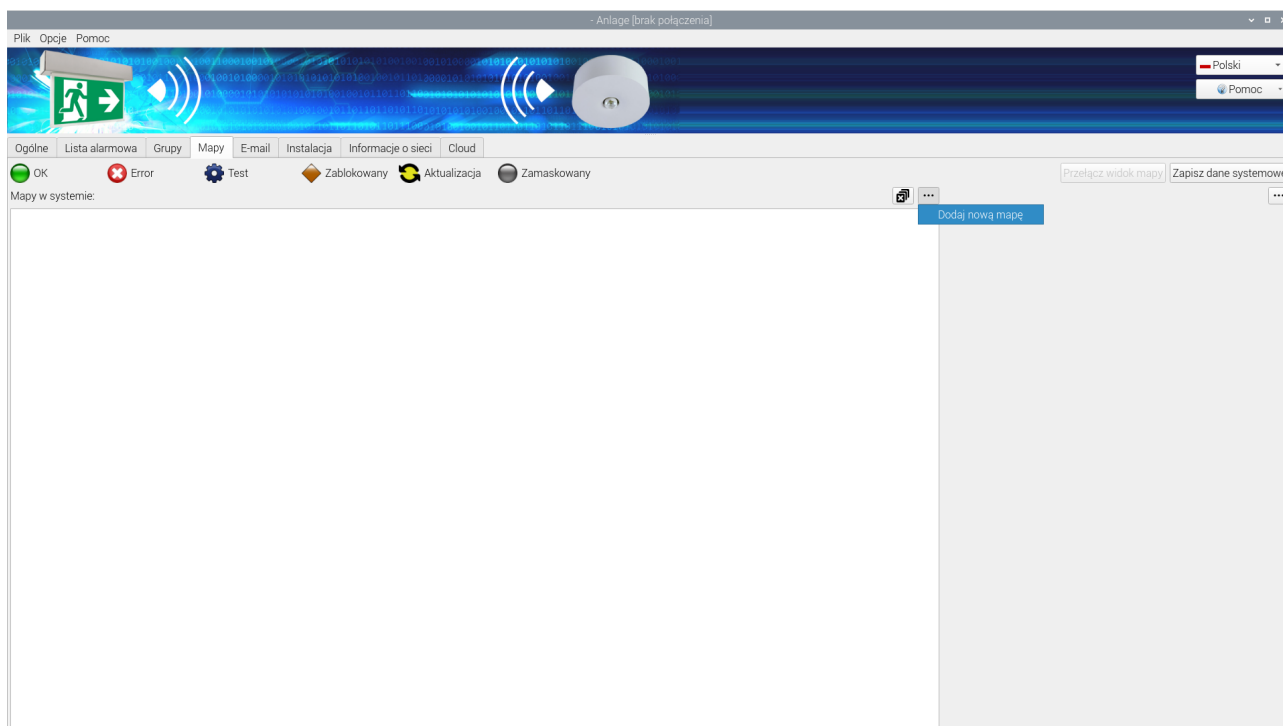 - Anlage [brak połączenia]
Plik Opcje Pomoc
Polski
Pomoc
Ogólne Lista alarmowa Grupy Mapy E-mail Instalacja Informacje o sieci Cloud
OK Error Test Zablokowany Aktualizacja Zamaskowany Przełącz widok mapy Zapisz dane systemowe
Mapy w systemie: ... ...
Dodaj nową mapę